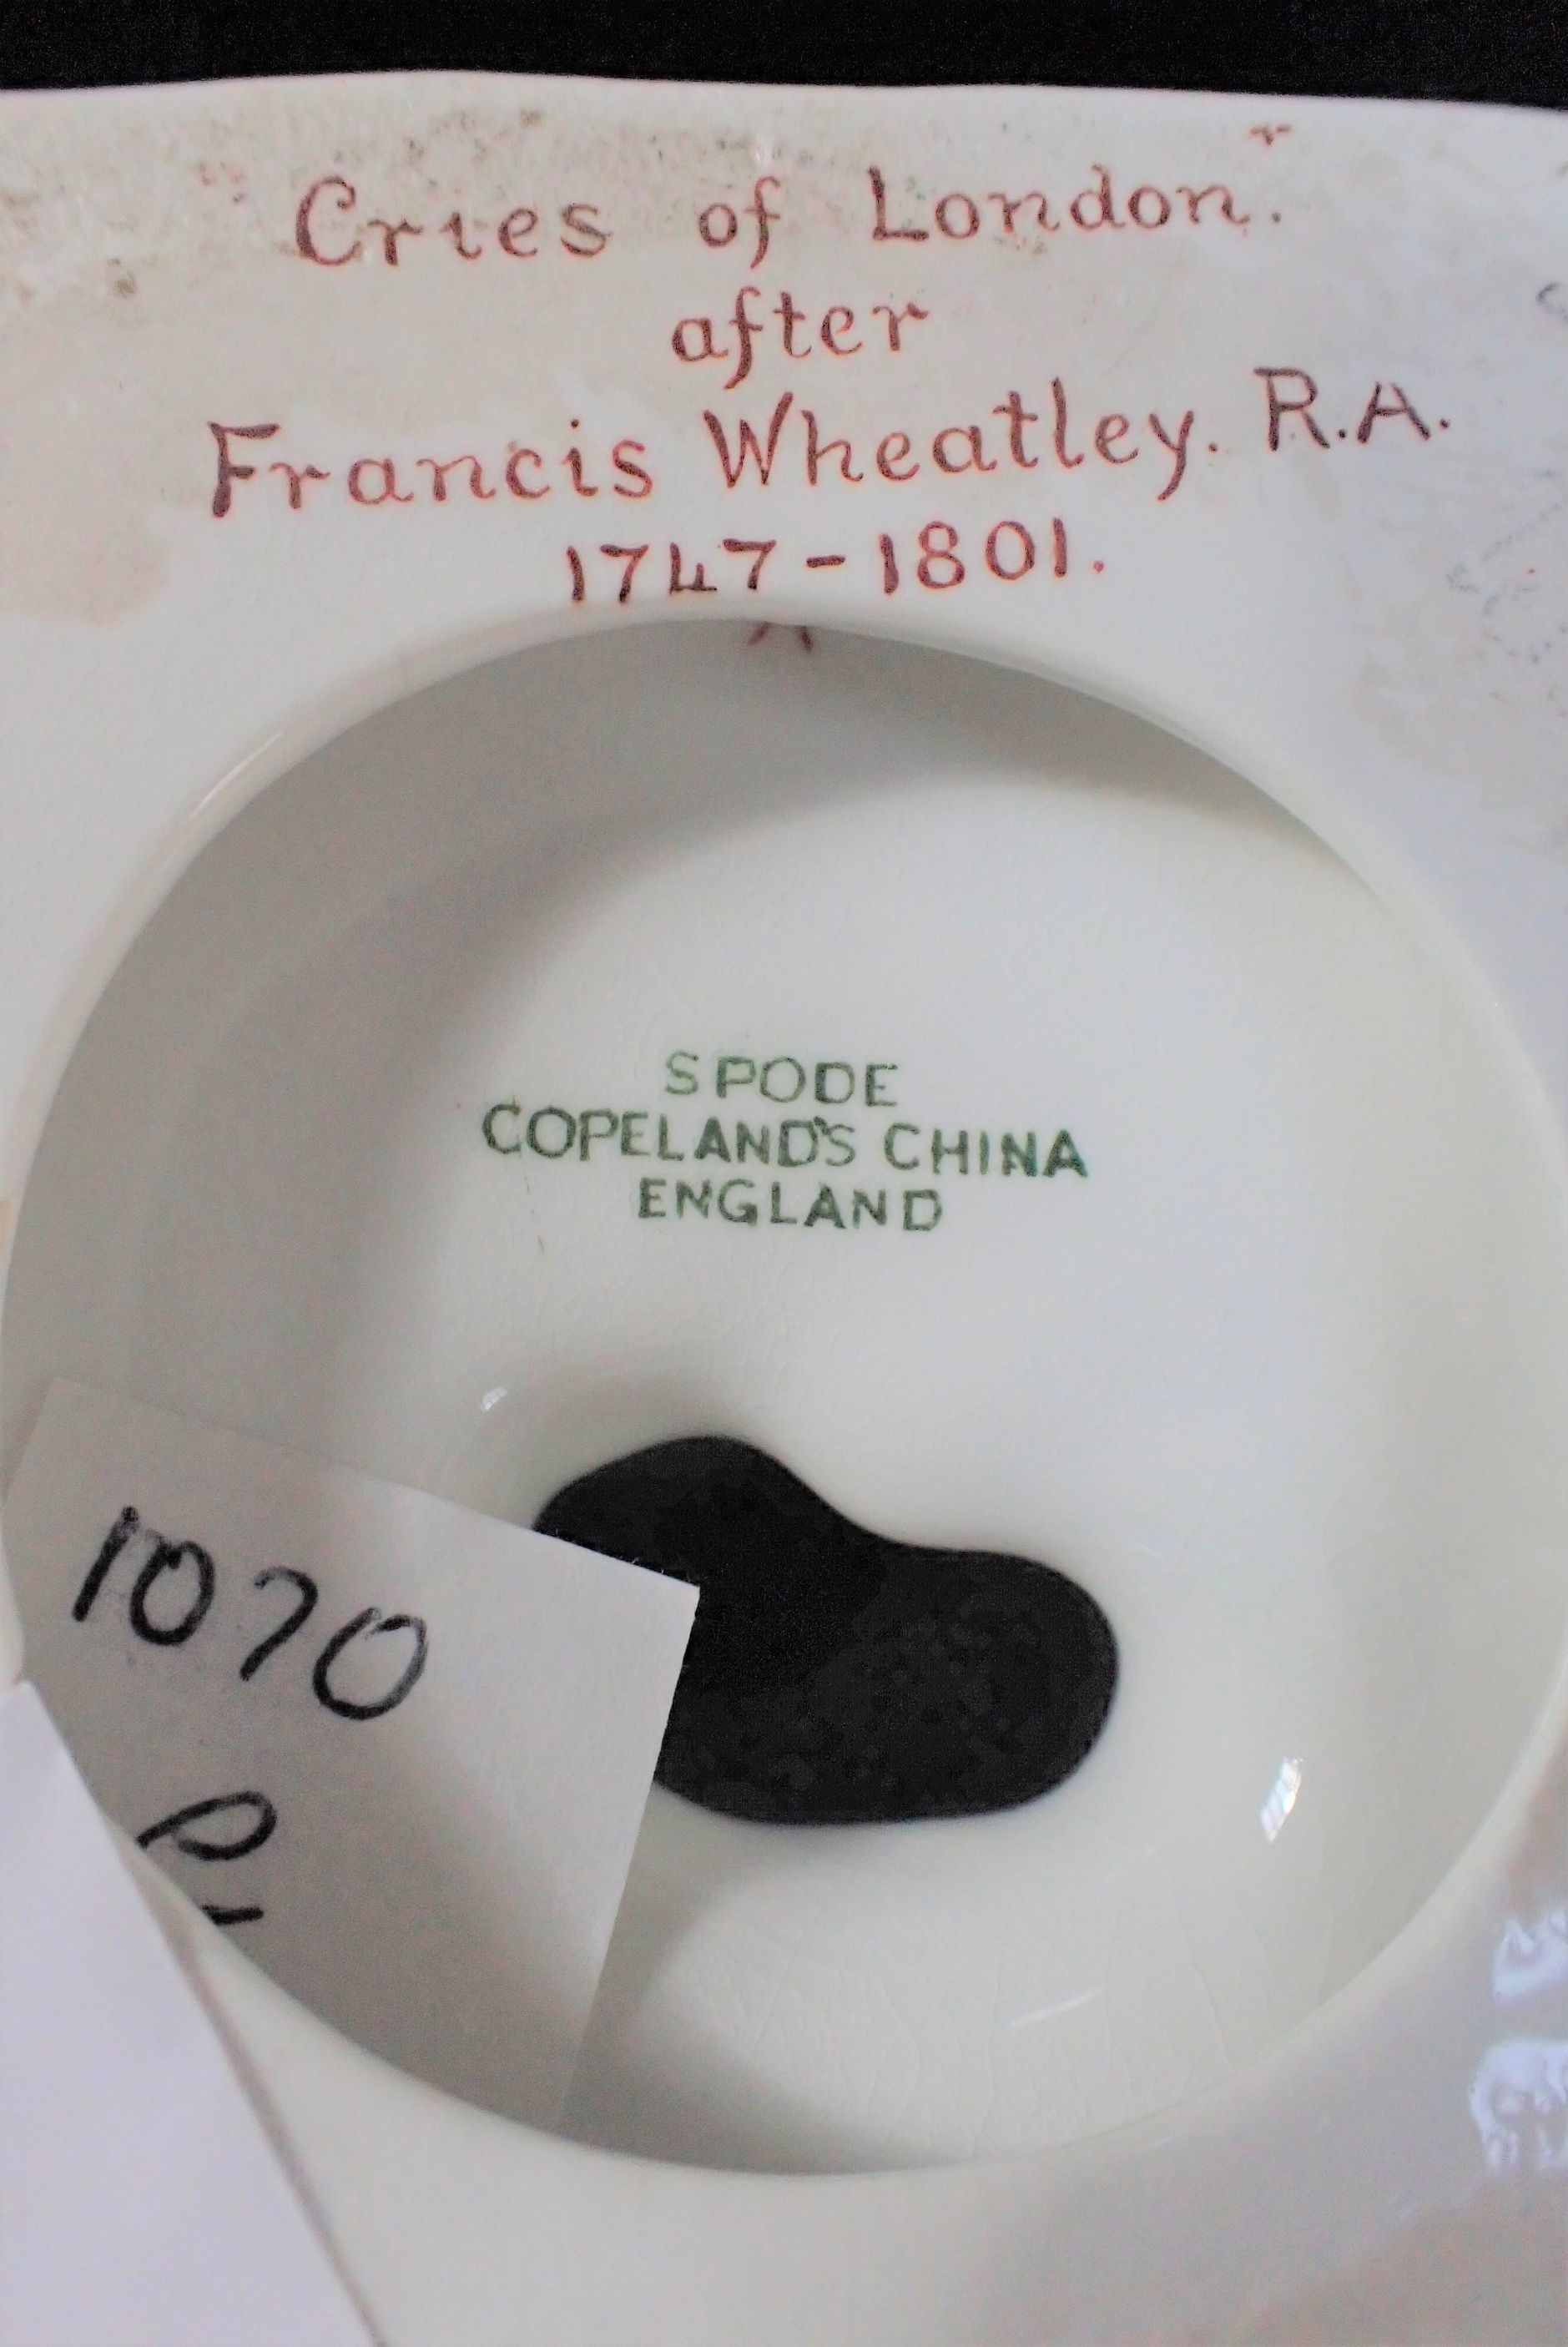 "Cries of London."
after
Francis Wheatley. R.A.
1747-1801.
SPODE
COPELAND'S CHINA
ENGLAND
1070